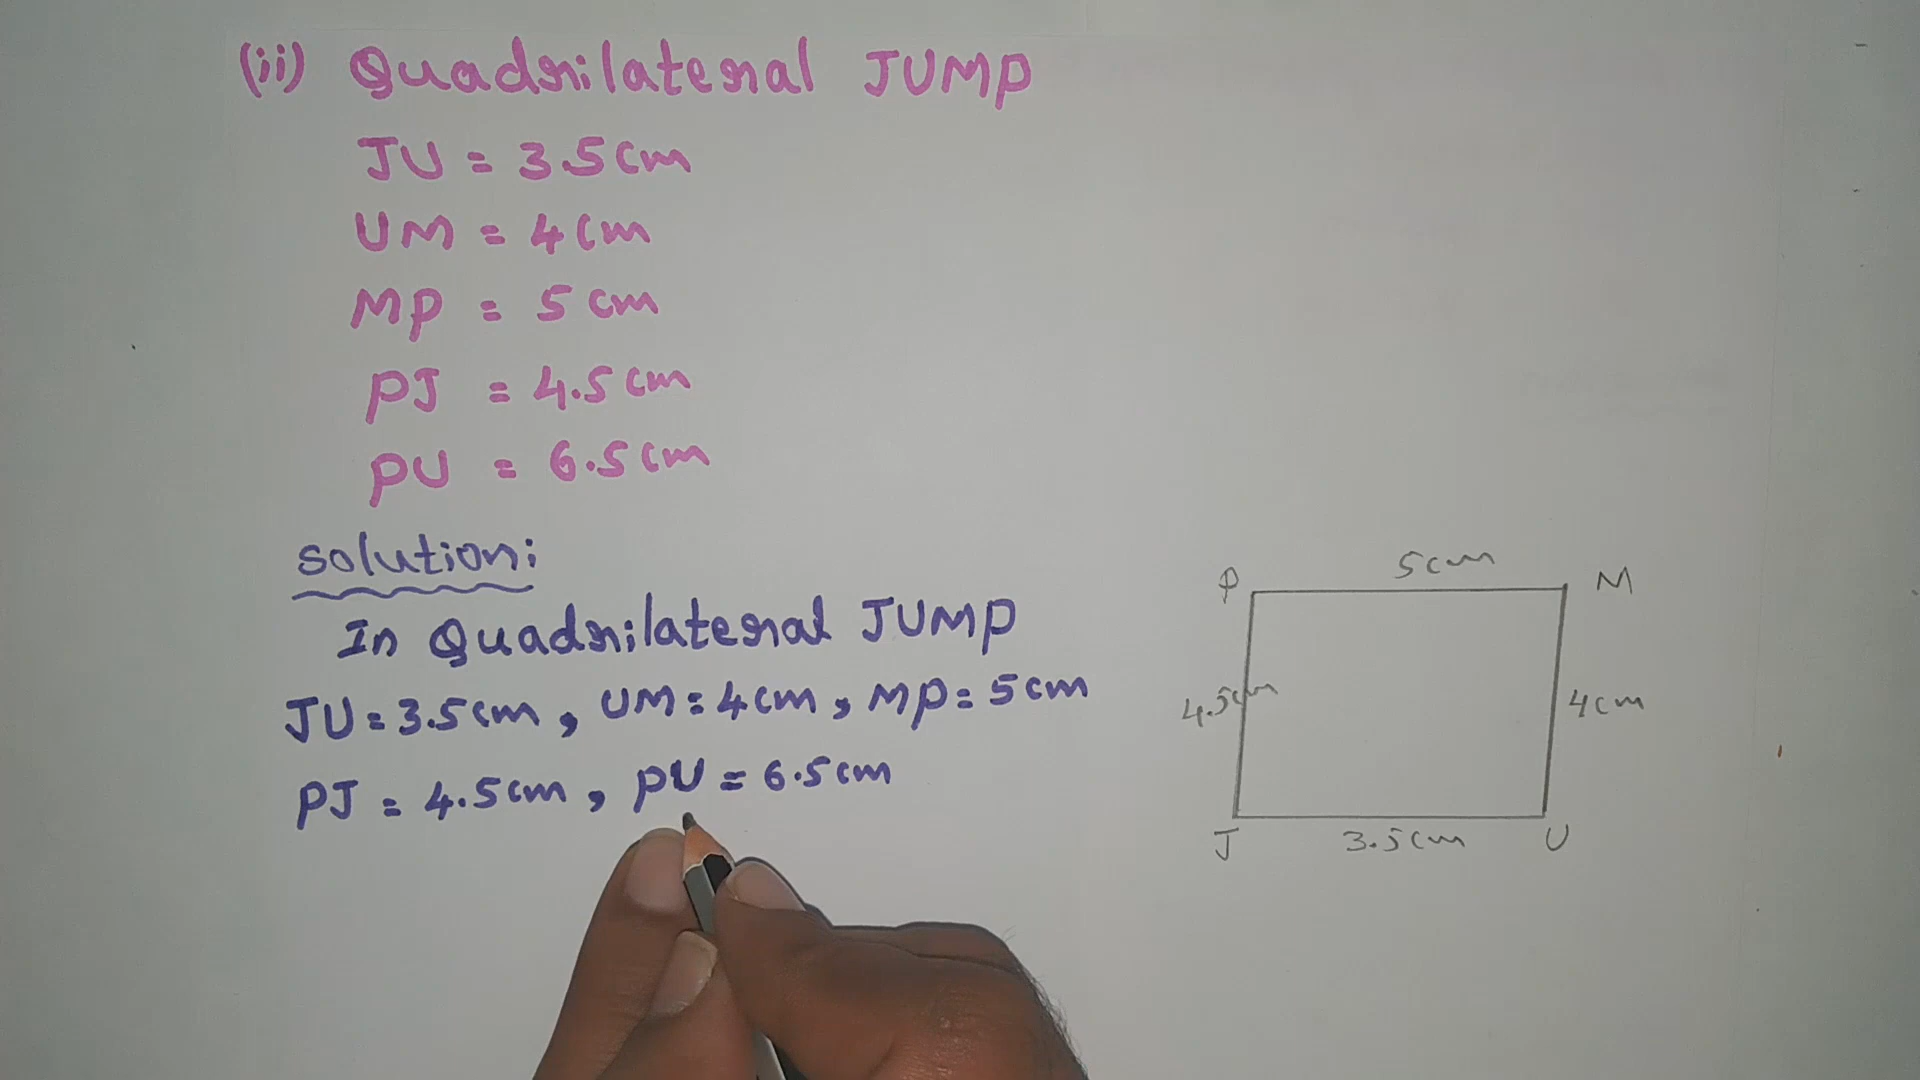 (ii) Quadrilateral JUMP
JU = 3.5cm
UM = 4cm
MP = 5cm
PJ = 4.5cm
PU = 6.5cm
Solution:
In Quadrilateral JUMP
JU = 3.5cm, UM = 4cm, MP = 5cm
PJ = 4.5cm, PU = 6.5cm
5cm
P
M
4.5cm
4cm
J
3.5cm
U